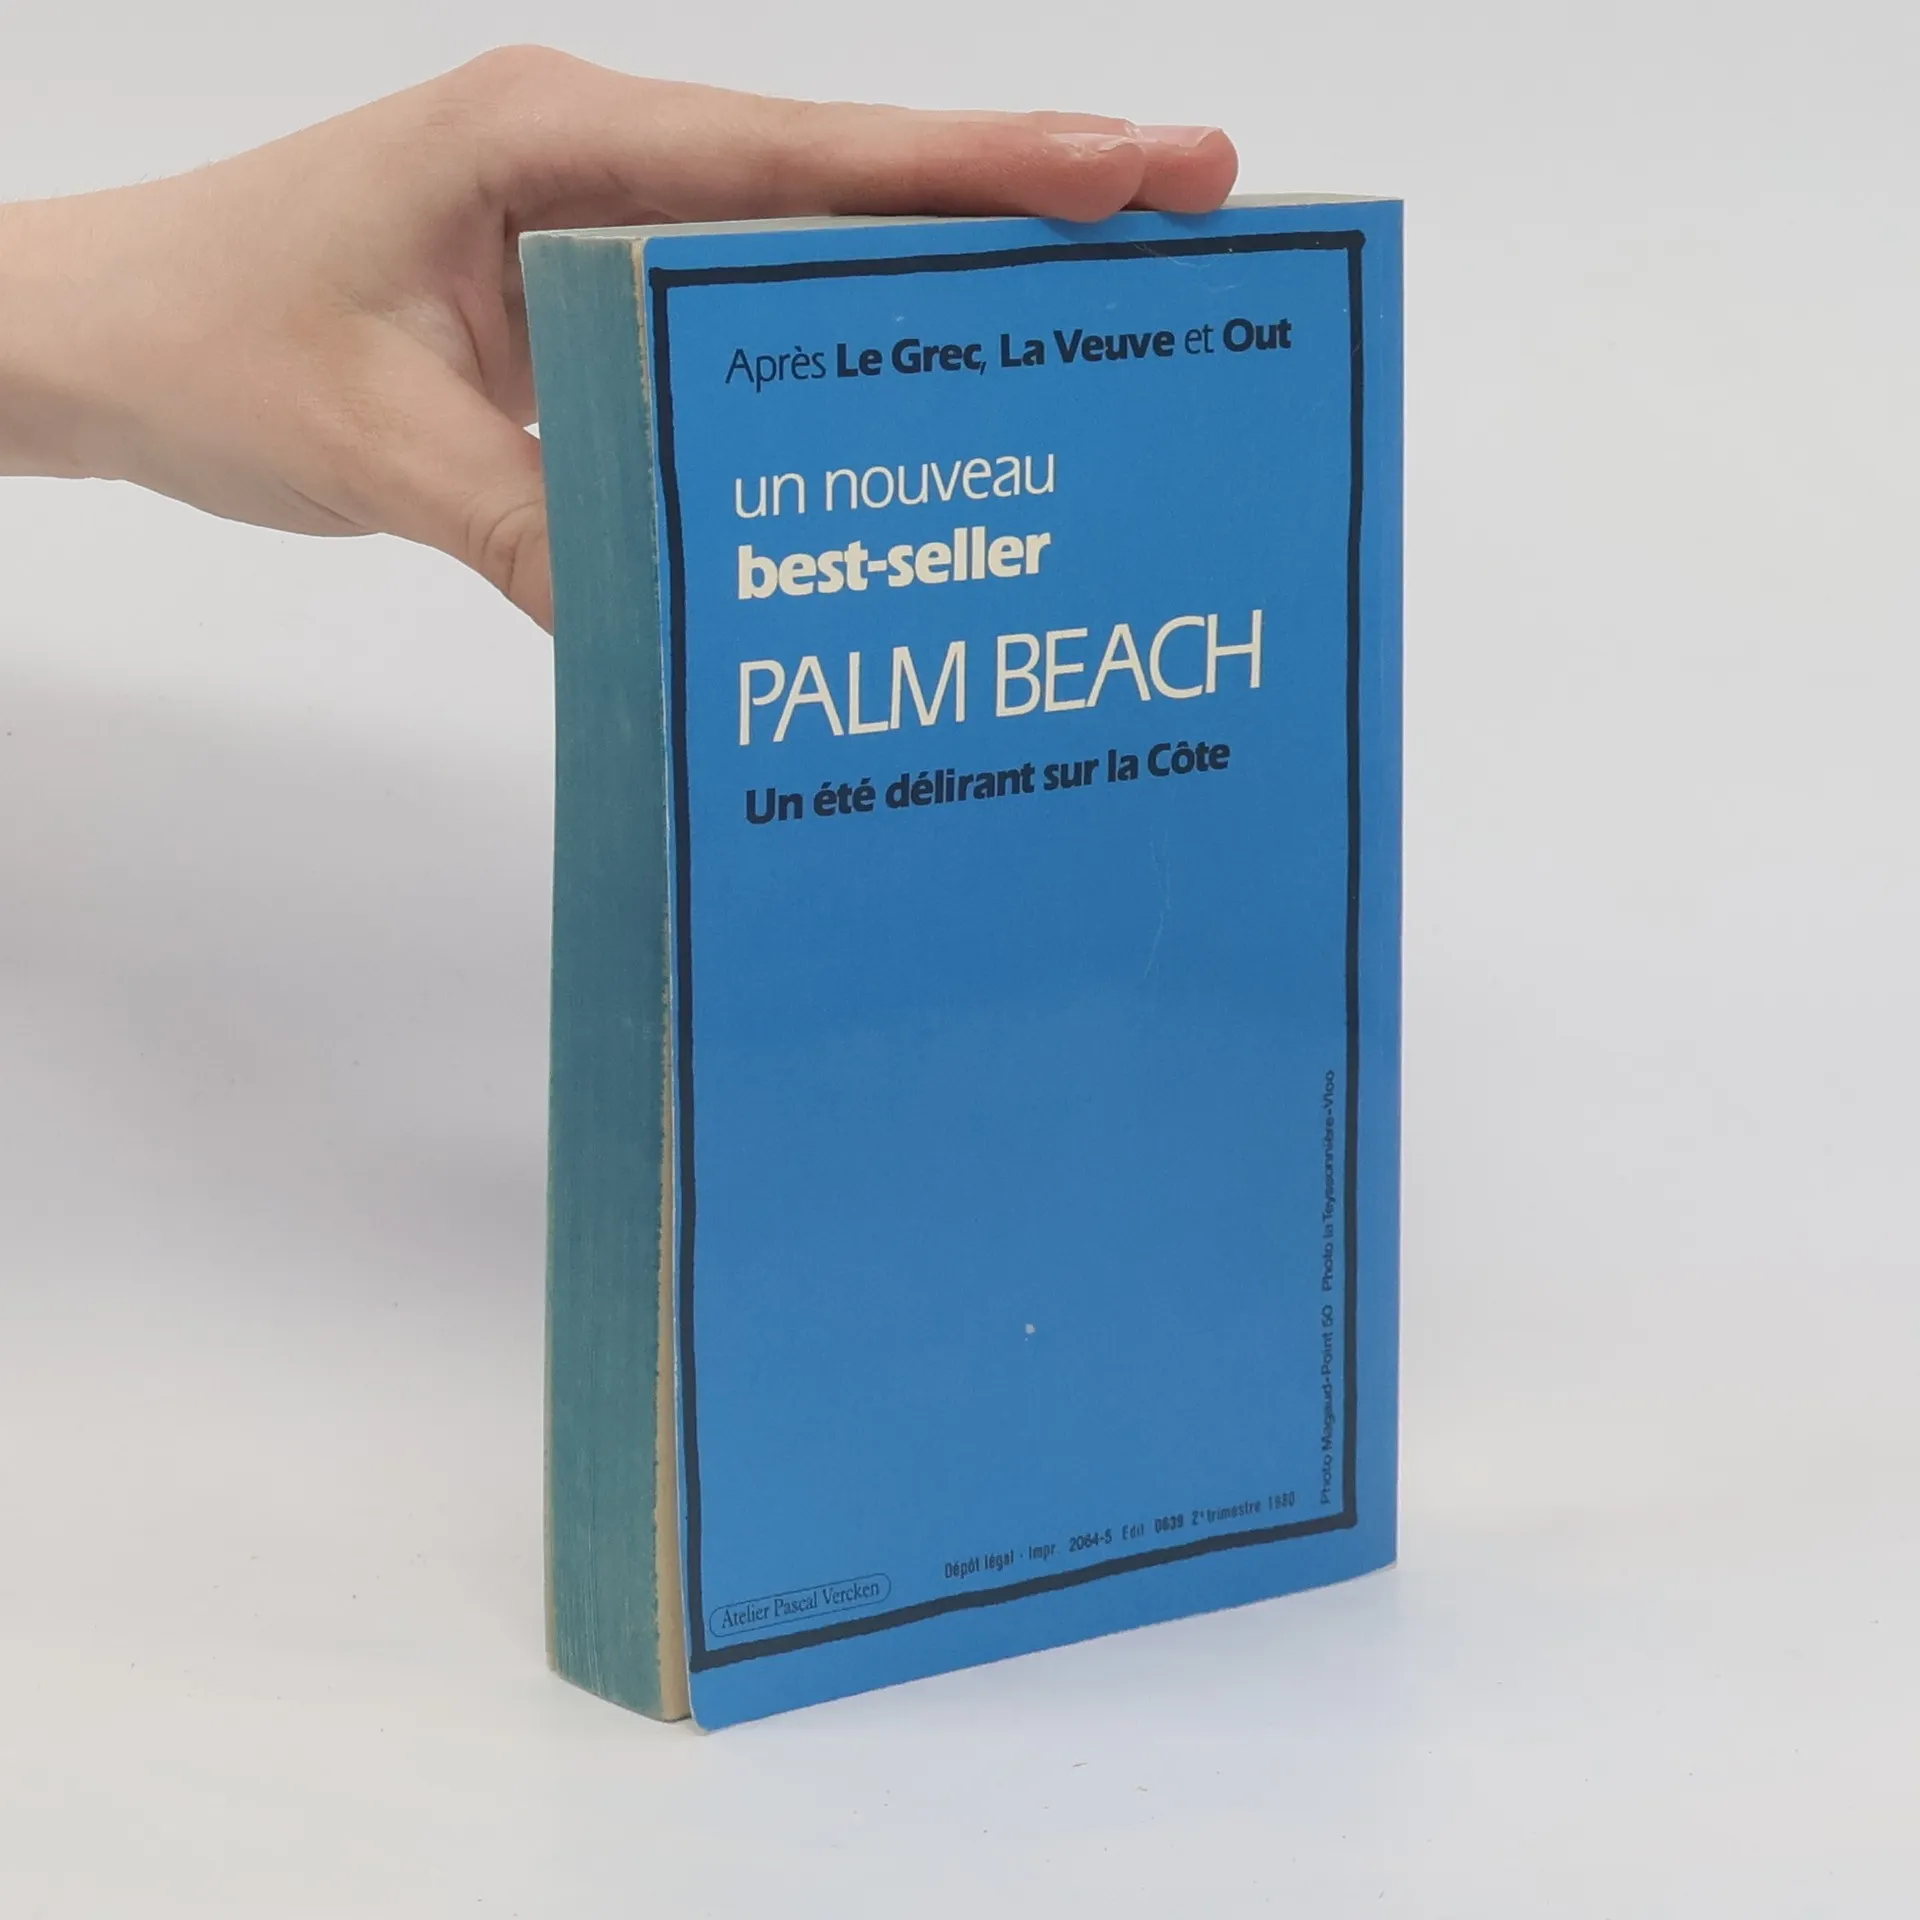 Après Le Grec, La Veuve et Out
un nouveau
best-seller
PALM BEACH
Un été délirant sur la Côte
Photo Magaud-Point 50 Photo la Teyssonnière-Vloo
Dépôt légal · Impr. 2064-5 Edit 0639 2e trimestre 1980
Atelier Pascal Vercken